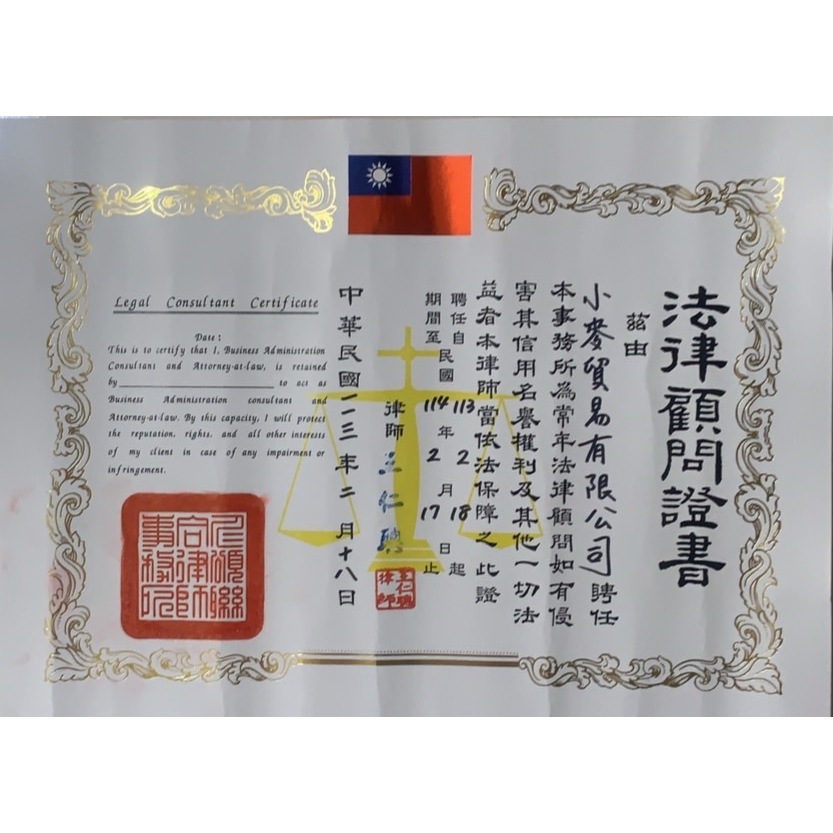 法律顧問證書
茲由
小麥貿易有限公司聘任
本事務所為常年法律顧問如有侵
害其信用名譽權利及其他一切法
益者本律師當依法保障之此證
聘任自民國113年2月18日起
期間至114年2月17日止
律師王仁聰
中華民國一一三年二月十八日
Legal Consultant Certificate
Date :
This is to certify that I, Business Administration
Consultant and Attorney-at-law, is retained
by to act as
Business Administration consultant and
Attorney-at-law. By this capacity, I will protect
the reputation, rights, and all other interests
of my client in case of any impairment or
infringement.